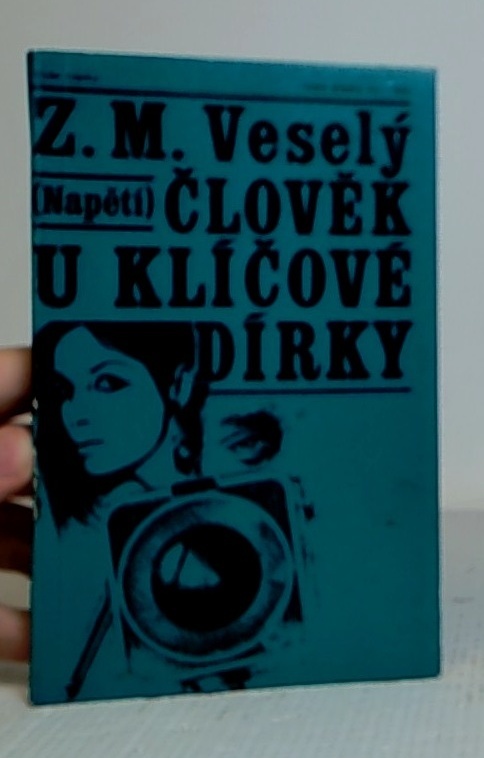 Z. M. Veselý
(Napětí) ČLOVĚK
U KLÍČOVÉ
DÍRKY